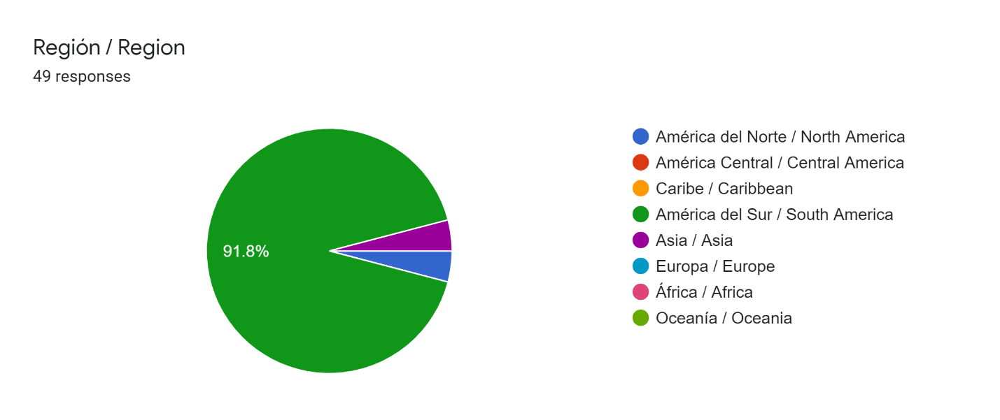 Región / Region
49 responses
91.8%
América del Norte / North America
América Central / Central America
Caribe / Caribbean
América del Sur / South America
Asia / Asia
Europa / Europe
África / Africa
Oceanía / Oceania